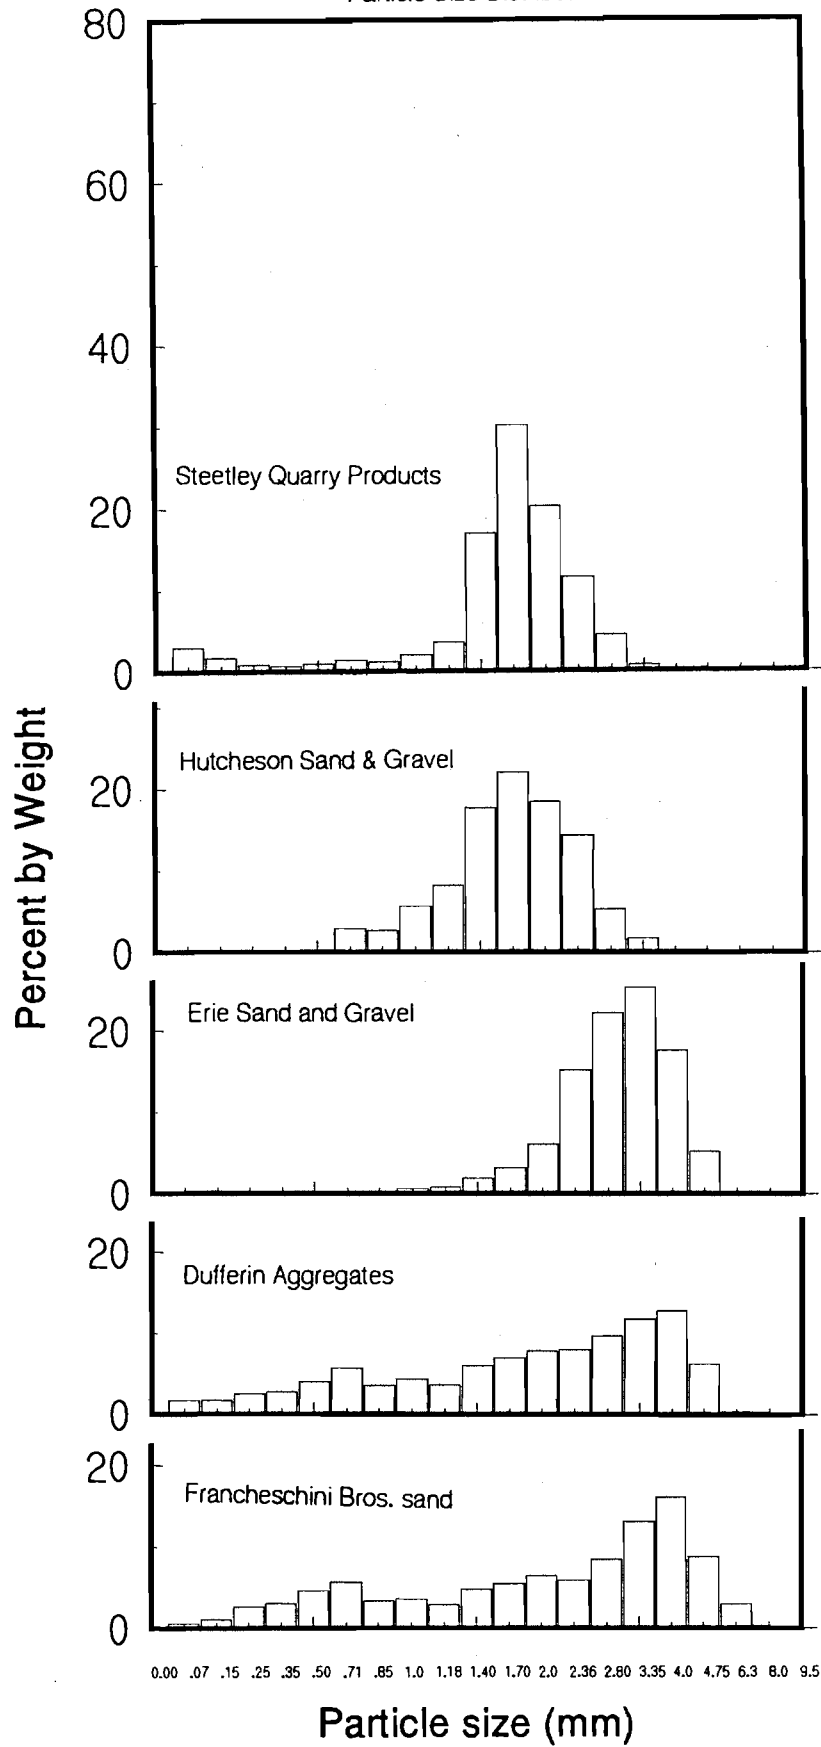 80
60
40
Steetley Quarry Products
20
0
Hutcheson Sand & Gravel
20
0
Percent by Weight
Erie Sand and Gravel
20
0
20
Dufferin Aggregates
0
20
Francheschini Bros. sand
0
0.00 .07 .15 .25 .35 .50 .71 .85 1.0 1.18 1.40 1.70 2.0 2.36 2.80 3.35 4.0 4.75 6.3 8.0 9.5
Particle size (mm)